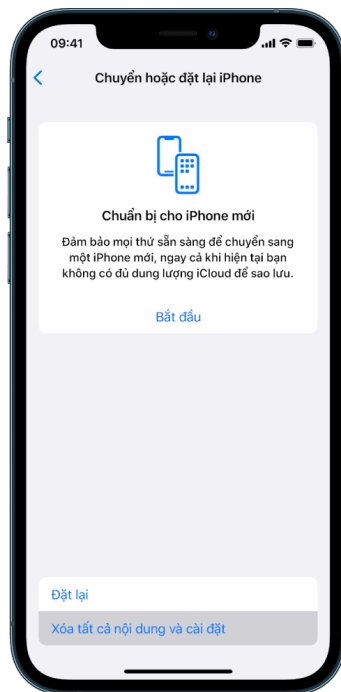 09:41
Chuyển hoặc đặt lại iPhone
Chuẩn bị cho iPhone mới
Đảm bảo mọi thứ sẵn sàng để chuyển sang
một iPhone mới, ngay cả khi hiện tại bạn
không có đủ dung lượng iCloud để sao lưu.
Bắt đầu
Đặt lại
Xóa tất cả nội dung và cài đặt